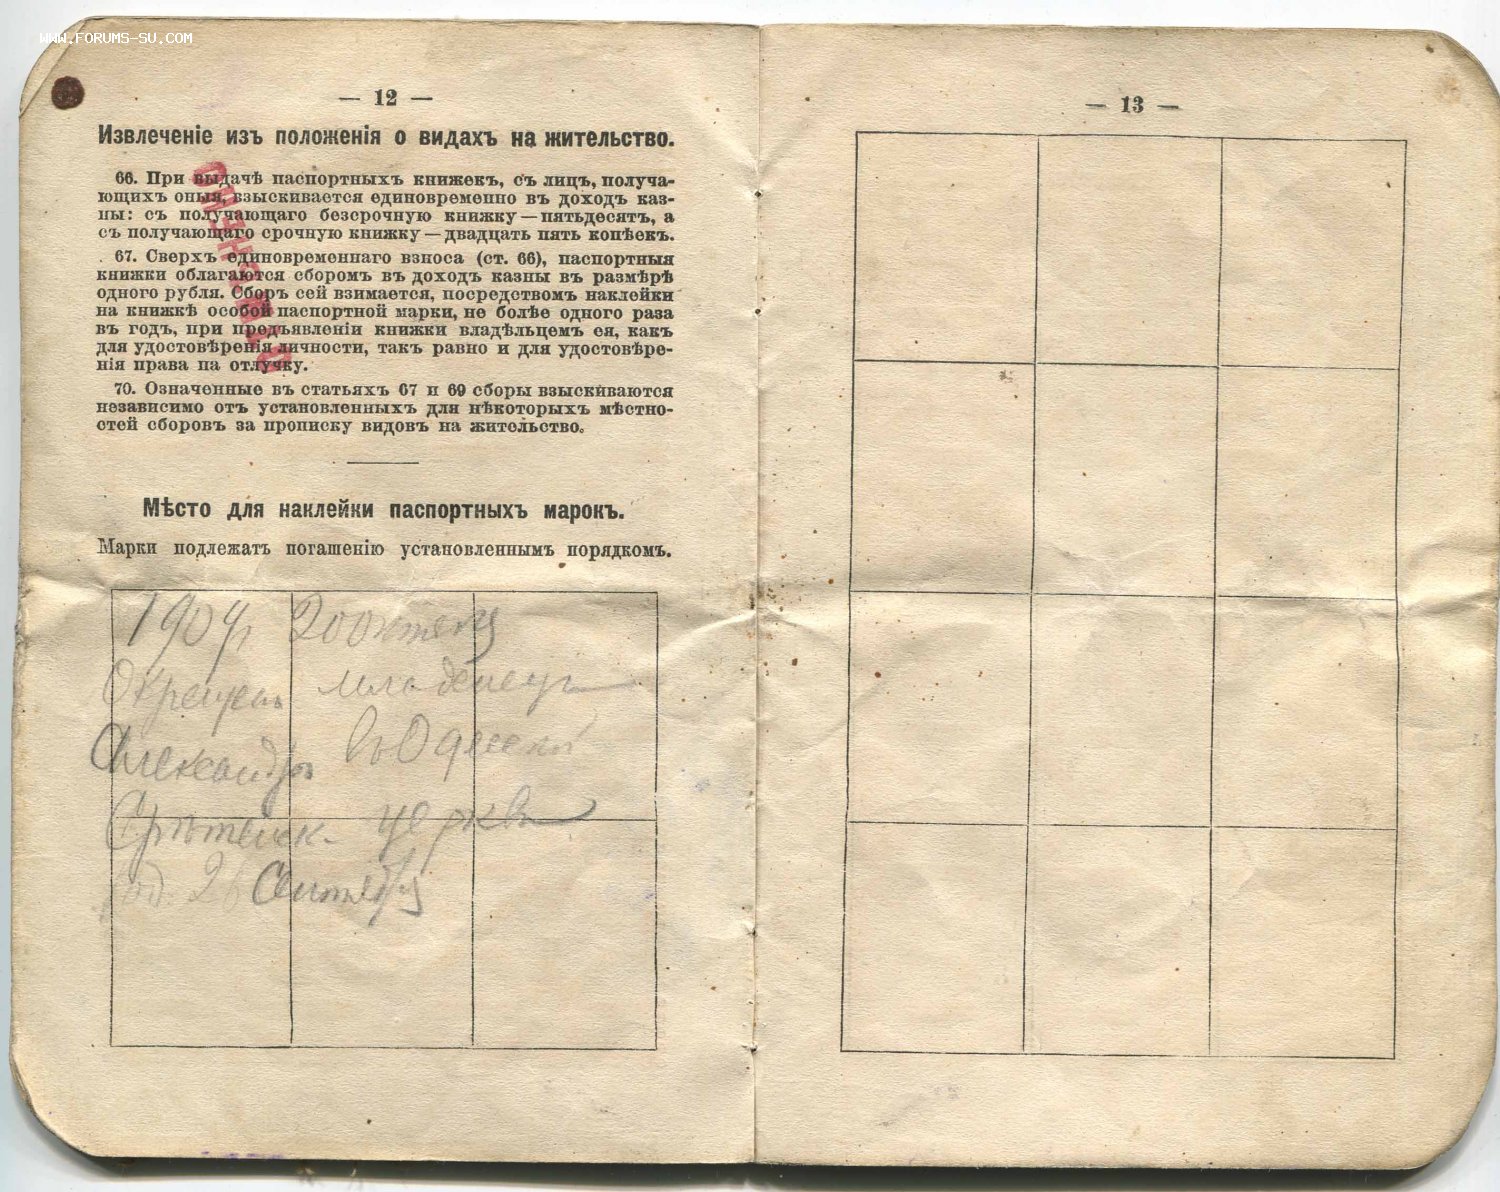 WWW.FORUMS-SU.COM
— 12 —
Извлеченіе изъ положенія о видахъ на жительство.
66. При выдачѣ паспортныхъ книжекъ, съ лицъ, получа-
ющихъ оныя, взыскивается единовременно въ доходъ каз-
ны: съ получающаго безсрочную книжку — пятьдесятъ, а
съ получающаго срочную книжку — двадцать пять копѣекъ.
67. Сверхъ единовременнаго взноса (ст. 66), паспортныя
книжки облагаются сборомъ въ доходъ казны въ размѣрѣ
одного рубля. Сборъ сей взимается, посредствомъ наклейки
на книжкѣ особой паспортной марки, не болѣе одного раза
въ годъ, при предъявленіи книжки владѣльцемъ ея, какъ
для удостовѣренія личности, такъ равно и для удостовѣре-
нія права на отлучку.
70. Означенные въ статьяхъ 67 и 69 сборы взыскиваются
независимо отъ установленныхъ для нѣкоторыхъ мѣстно-
стей сборовъ за прописку видовъ на жительство.
ОТМѢНЕНО
Мѣсто для наклейки паспортныхъ марокъ.
Марки подлежатъ погашенію установленнымъ порядкомъ.
20 октября
Окрещенъ младенецъ
Александръ въ Одесской
Срѣтенск. церкви
род. 26 Сентября
— 13 —